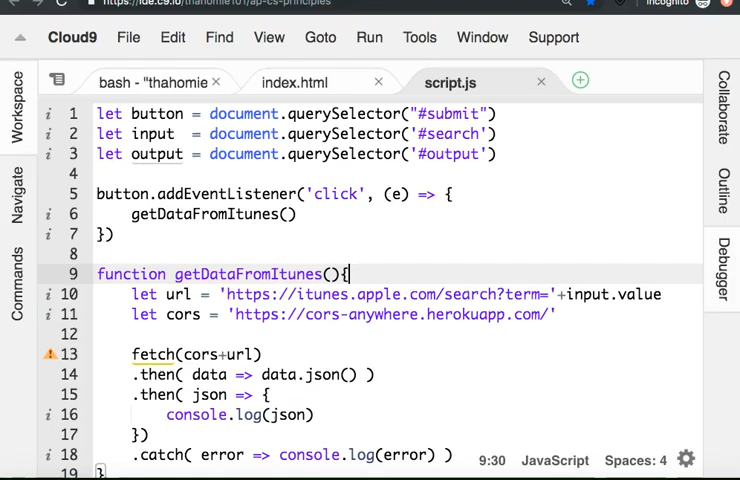 https://ide.c9.io/thahomie101/ap-cs-principles
Incognito
Cloud9 File Edit Find View Goto Run Tools Window Support
bash - "thahomie × index.html × script.js ×
Workspace
Navigate
Commands
Collaborate
Outline
Debugger
1 let button = document.querySelector("#submit")
2 let input = document.querySelector('#search')
3 let output = document.querySelector('#output')
4
5 button.addEventListener('click', (e) => {
6 getDataFromItunes()
7 })
8
9 function getDataFromItunes(){
10 let url = 'https://itunes.apple.com/search?term='+input.value
11 let cors = 'https://cors-anywhere.herokuapp.com/'
12
13 fetch(cors+url)
14 .then( data => data.json() )
15 .then( json => {
16 console.log(json)
17 })
18 .catch( error => console.log(error) )
19 }
9:30 JavaScript Spaces: 4